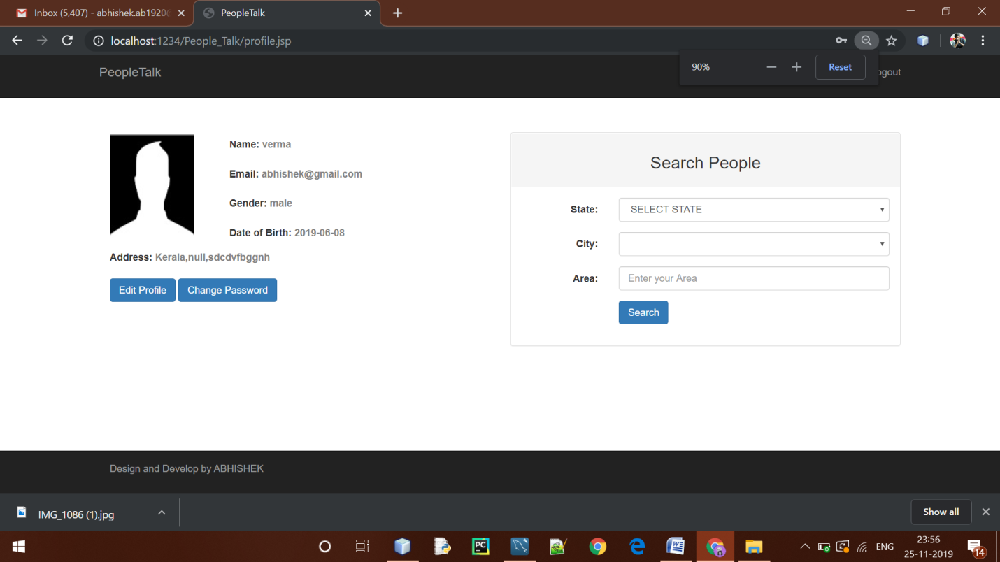 Inbox (5,407) - abhishek.ab1920
PeopleTalk
localhost:1234/People_Talk/profile.jsp
90%
Reset
PeopleTalk
ogout
Name: verma
Email: abhishek@gmail.com
Gender: male
Date of Birth: 2019-06-08
Address: Kerala,null,sdcdvfbggnh
Edit Profile
Change Password
Search People
State: SELECT STATE
City:
Area: Enter your Area
Search
Design and Develop by ABHISHEK
IMG_1086 (1).jpg
Show all
PC
ENG
23:56
25-11-2019
14